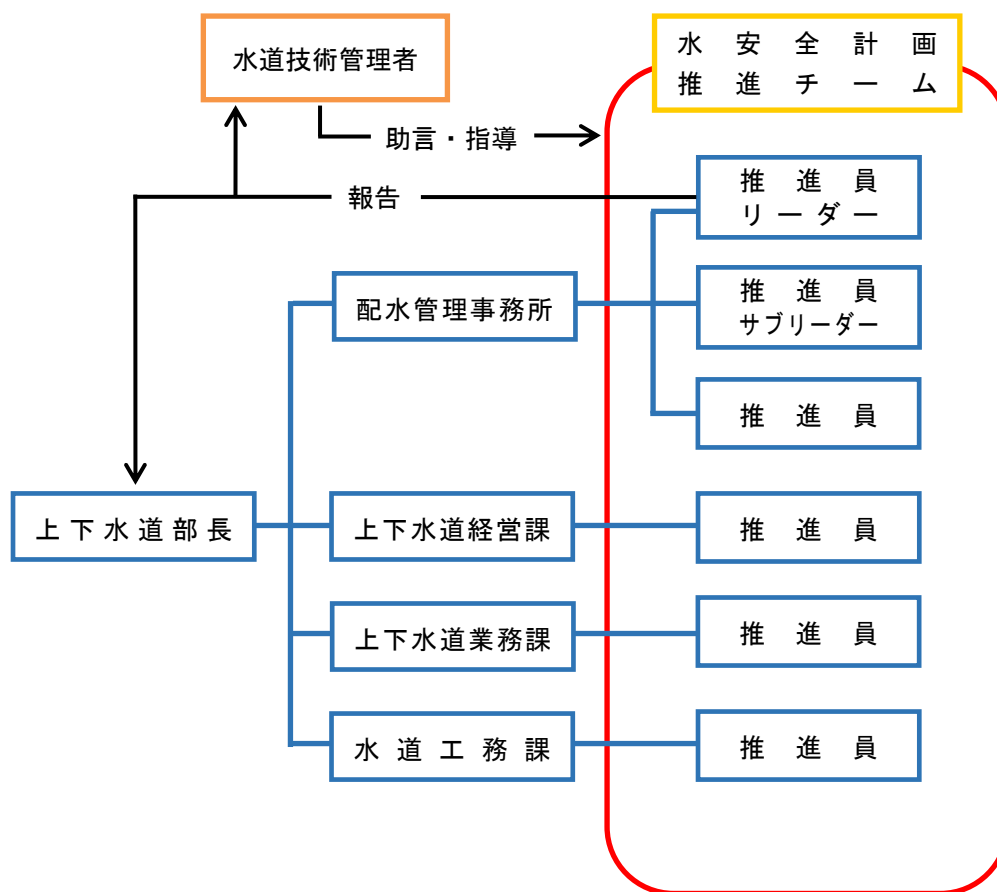 水道技術管理者
水安全計画
推進チーム
助言・指導
報告
推進員
リーダー
配水管理事務所
推進員
サブリーダー
推進員
上下水道部長
上下水道経営課
推進員
上下水道業務課
推進員
水道工務課
推進員